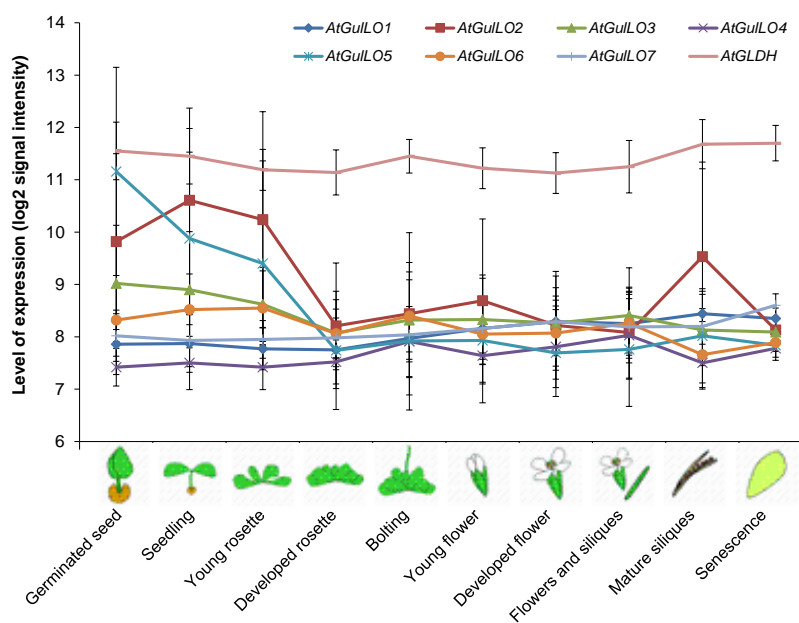 AtGulLO1 AtGulLO2 AtGulLO3 AtGulLO4
AtGulLO5 AtGulLO6 AtGulLO7 AtGLDH
Level of expression (log2 signal intensity)
14
13
12
11
10
9
8
7
6
Germinated seed
Seedling
Young rosette
Developed rosette
Bolting
Young flower
Developed flower
Flowers and siliques
Mature siliques
Senescence